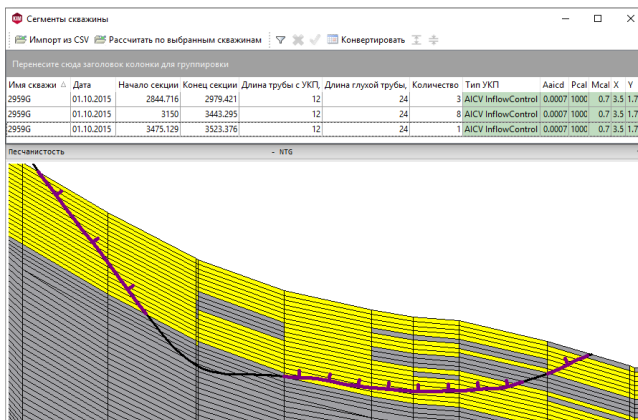 KIM Сегменты скважины
Импорт из CSV Рассчитать по выбранным скважинам Конвертировать
Перенесите сюда заголовок колонки для группировки
Имя скважи Дата Начало секции Конец секции Длина трубы с УКП, Длина глухой трубы, Количество Тип УКП Aaicd Pcal Mcal X Y
2959G 01.10.2015 2844.716 2979.421 12 24 3 AICV InflowControl 0.0007 1000 0.7 3.5 1.7
2959G 01.10.2015 3150 3443.295 12 24 8 AICV InflowControl 0.0007 1000 0.7 3.5 1.7
2959G 01.10.2015 3475.129 3523.376 12 24 1 AICV InflowControl 0.0007 1000 0.7 3.5 1.7
Песчанистость - NTG